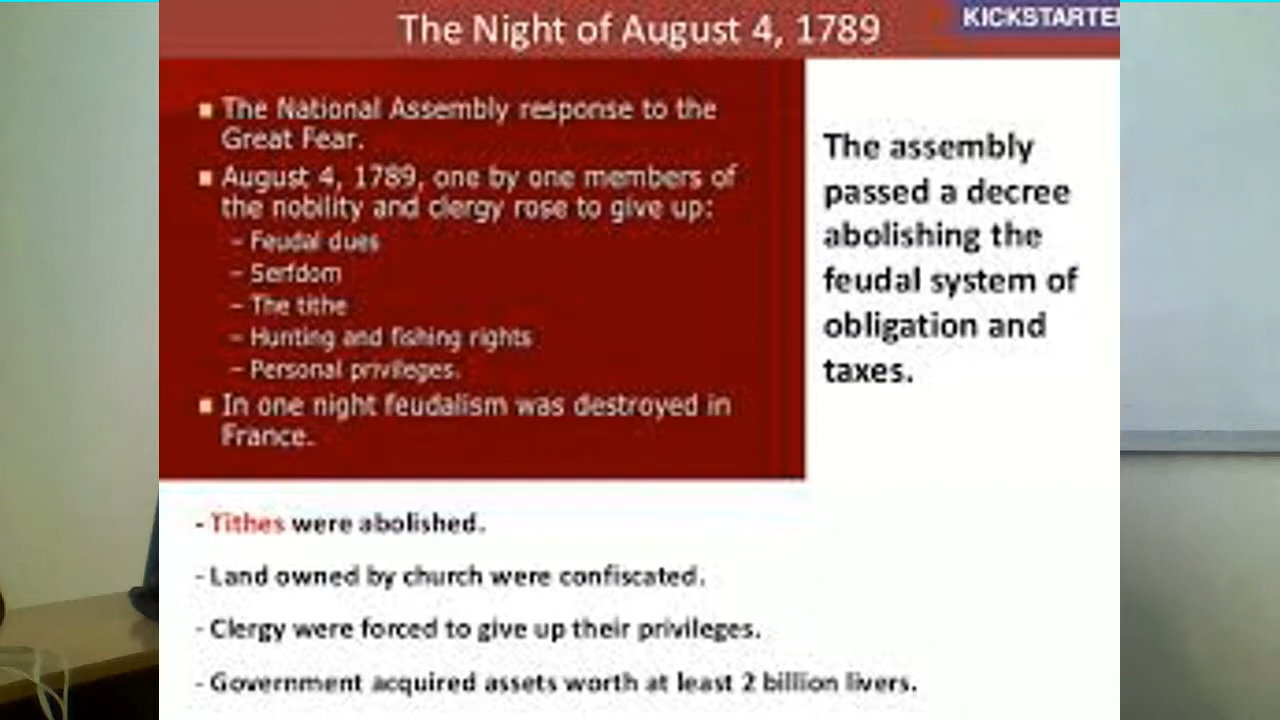 The Night of August 4, 1789
KICKSTARTE
The National Assembly response to the
Great Fear.
August 4, 1789, one by one members of
the nobility and clergy rose to give up:
– Feudal dues
– Serfdom
– The tithe
– Hunting and fishing rights
– Personal privileges.
In one night feudalism was destroyed in
France.
The assembly
passed a decree
abolishing the
feudal system of
obligation and
taxes.
- Tithes were abolished.
- Land owned by church were confiscated.
- Clergy were forced to give up their privileges.
- Government acquired assets worth at least 2 billion livers.